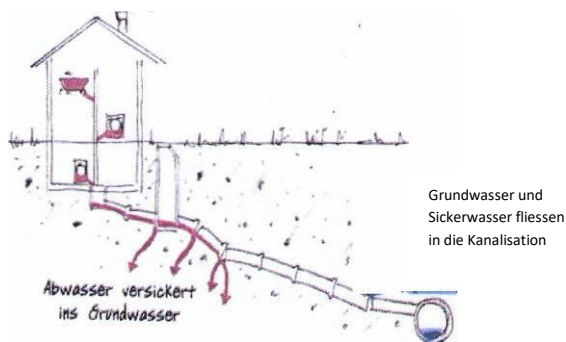 Grundwasser und
Sickerwasser fliessen
in die Kanalisation
Abwasser versickert
ins Grundwasser